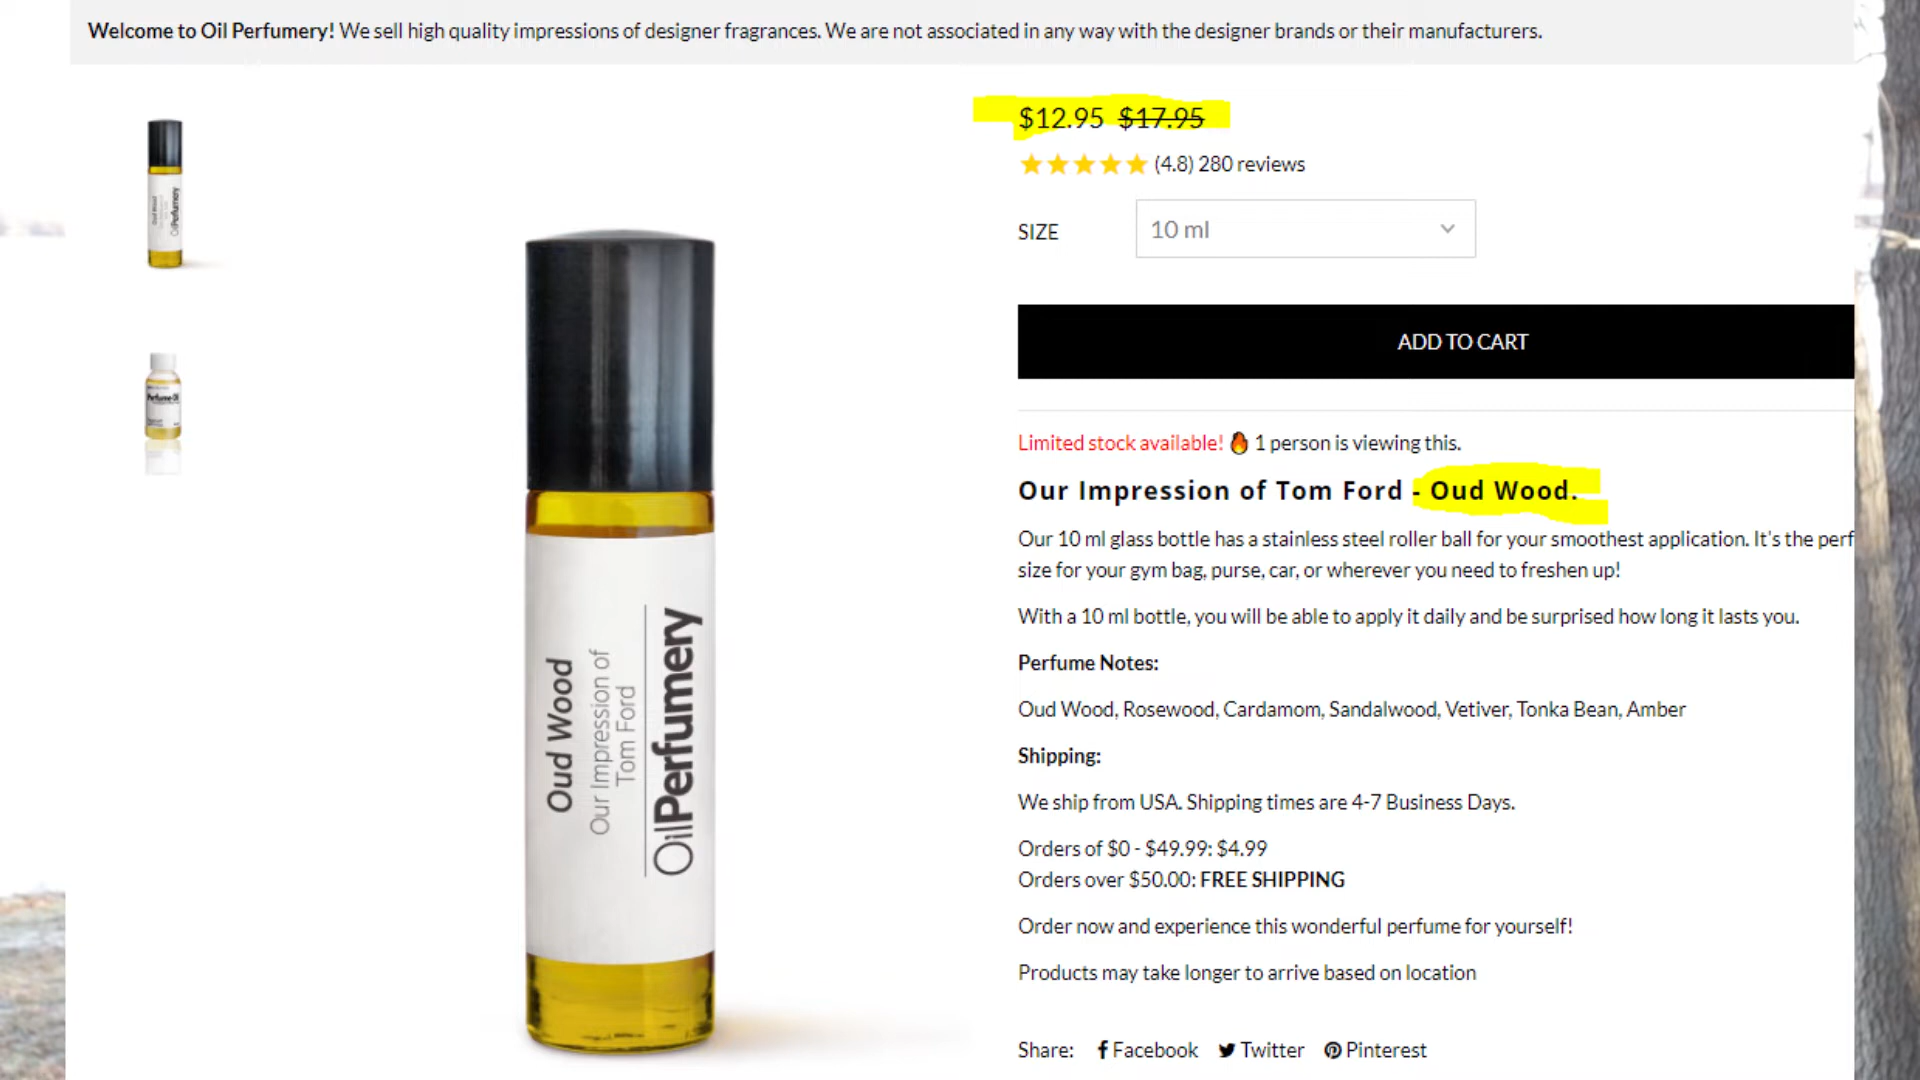 Welcome to Oil Perfumery! We sell high quality impressions of designer fragrances. We are not associated in any way with the designer brands or their manufacturers.
$12.95 $17.95
(4.8) 280 reviews
SIZE
10 ml
ADD TO CART
Limited stock available! 🔥 1 person is viewing this.
Our Impression of Tom Ford - Oud Wood.
Our 10 ml glass bottle has a stainless steel roller ball for your smoothest application. It's the perf
size for your gym bag, purse, car, or wherever you need to freshen up!
With a 10 ml bottle, you will be able to apply it daily and be surprised how long it lasts you.
Perfume Notes:
Oud Wood, Rosewood, Cardamom, Sandalwood, Vetiver, Tonka Bean, Amber
Shipping:
We ship from USA. Shipping times are 4-7 Business Days.
Orders of $0 - $49.99: $4.99
Orders over $50.00: FREE SHIPPING
Order now and experience this wonderful perfume for yourself!
Products may take longer to arrive based on location
Share: Facebook Twitter Pinterest
Oud Wood
Our Impression of
Tom Ford
OilPerfumery
Oud Wood
OilPerfumery
Perfume Oil